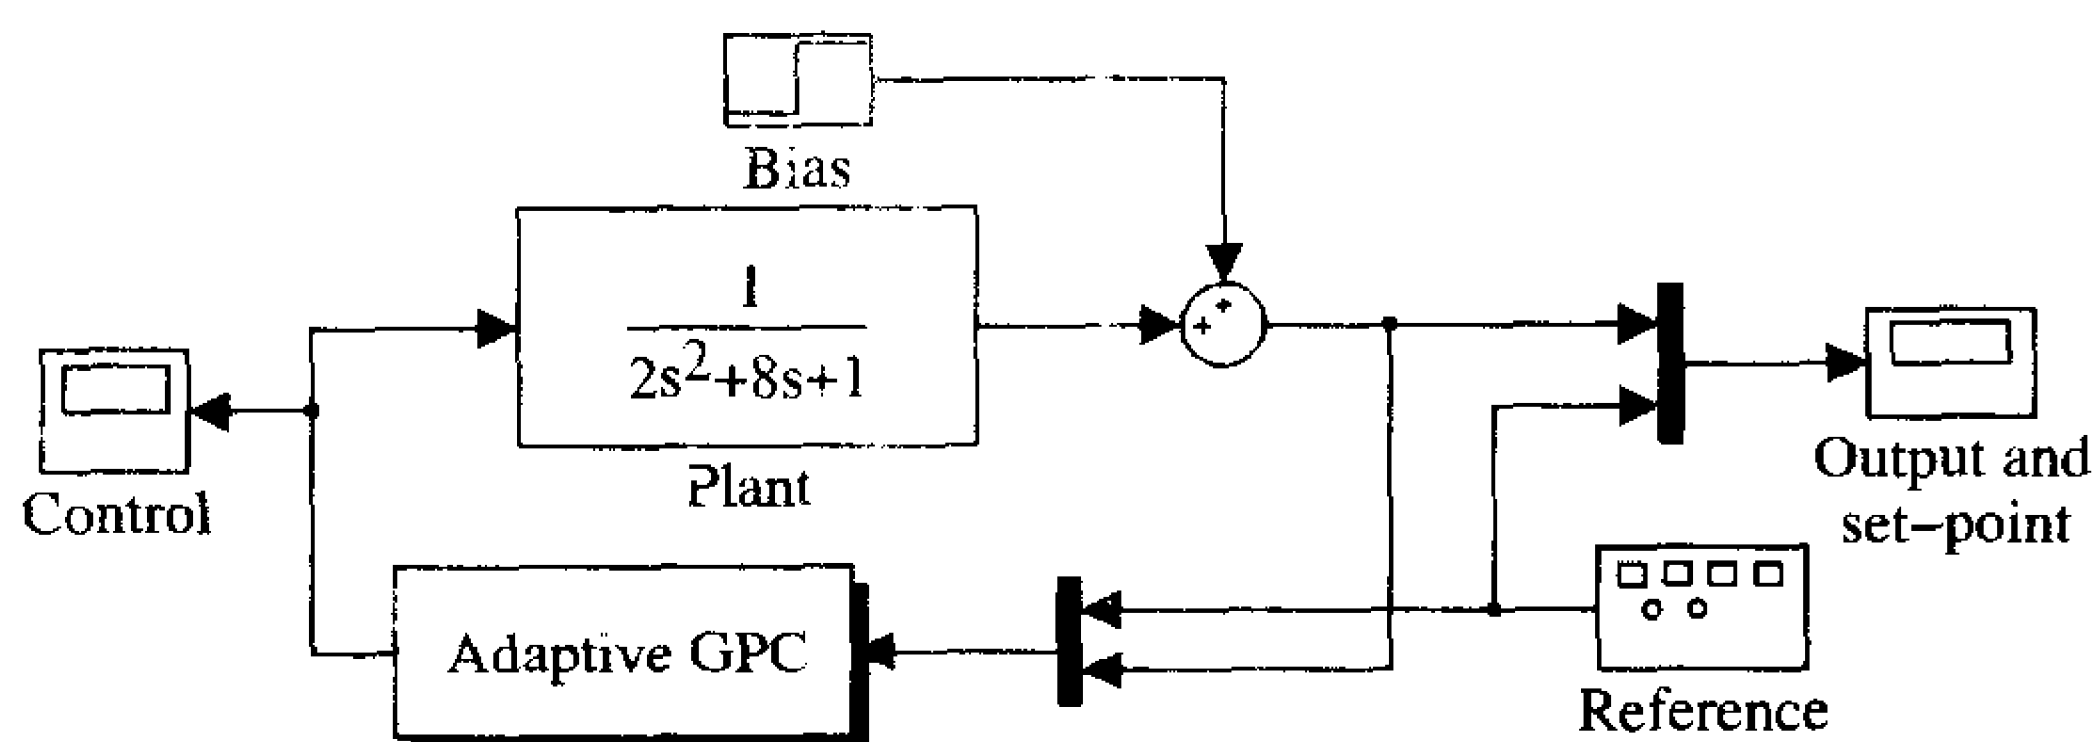 Bias
1
2s²+8s+1
Plant
+
+
Control
Output and
set-point
Adaptive GPC
Reference